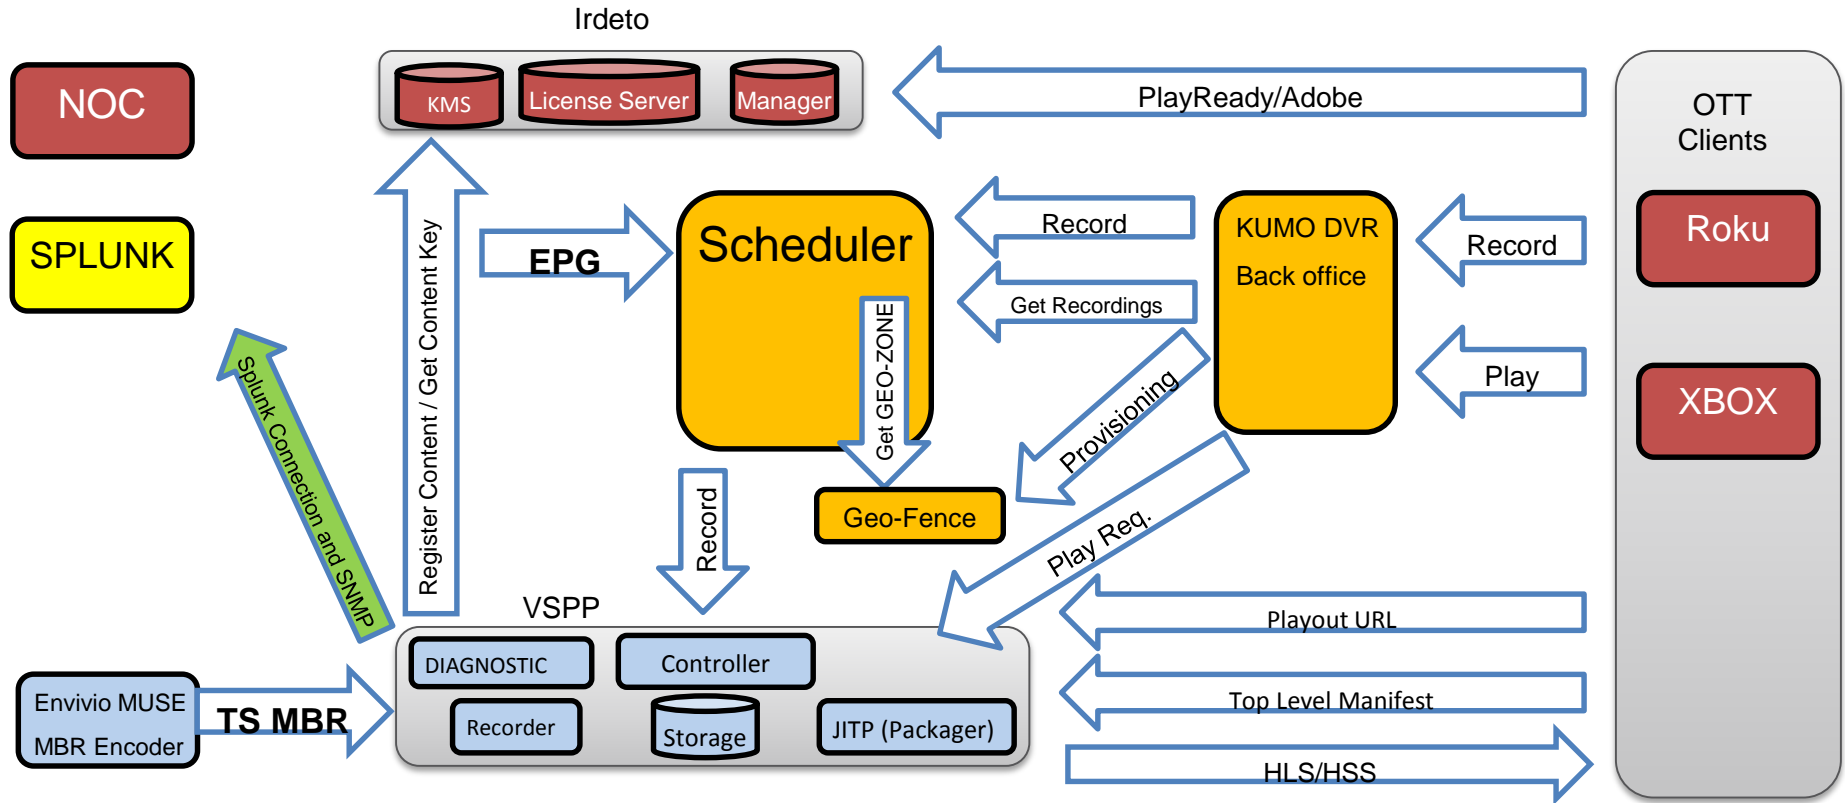 Irdeto
NOC
KMS
License Server
Manager
PlayReady/Adobe
OTT
Clients
SPLUNK
Register Content / Get Content Key
EPG
Scheduler
Get GEO-ZONE
Record
Get Recordings
KUMO DVR
Back office
Record
Play
Roku
XBOX
Provisioning
Play Req.
Geo-Fence
Record
Splunk Connection and SNMP
VSPP
DIAGNOSTIC
Controller
Recorder
Storage
JITP (Packager)
Envivio MUSE
MBR Encoder
TS MBR
Playout URL
Top Level Manifest
HLS/HSS